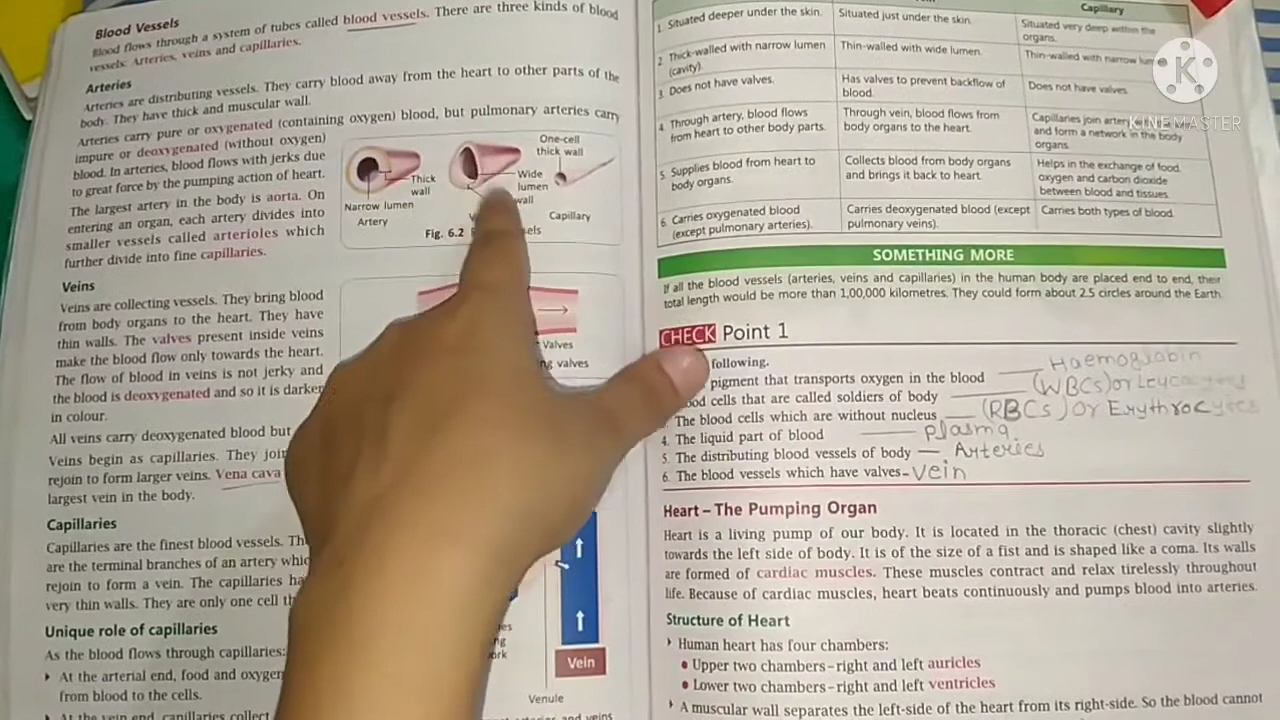 Blood Vessels
Blood flows through a system of tubes called blood vessels. There are three kinds of blood
vessels: Arteries, veins and capillaries.
Arteries
Arteries are distributing vessels. They carry blood away from the heart to other parts of the
body. They have thick and muscular wall.
Arteries carry pure or oxygenated (containing oxygen) blood, but pulmonary arteries carry
impure or deoxygenated (without oxygen)
blood. In arteries, blood flows with jerks due
to great force by the pumping action of heart.
The largest artery in the body is aorta. On
entering an organ, each artery divides into
smaller vessels called arterioles which
further divide into fine capillaries.
One-cell
thick wall
Thick
wall
Wide
lumen
wall
Narrow lumen
Artery
Capillary
Fig. 6.2
Veins
Veins are collecting vessels. They bring blood
from body organs to the heart. They have
thin walls. The valves present inside veins
make the blood flow only towards the heart.
The flow of blood in veins is not jerky and
the blood is deoxygenated and so it is darker
in colour.
Valves
valves
All veins carry deoxygenated blood but
Veins begin as capillaries. They join
rejoin to form larger veins. Vena cava
largest vein in the body.
Capillaries
Capillaries are the finest blood vessels.
are the terminal branches of an artery
rejoin to form a vein. The capillaries
very thin walls. They are only one cell
Unique role of capillaries
As the blood flows through capillaries:
At the arterial end, food and oxygen
from blood to the cells.
At the vein end, capillaries collect
Vein
Venule
and veins
Capillary
1. Situated deeper under the skin. Situated just under the skin. Situated very deep within the
organs.
2. Thick-walled with narrow lumen Thin-walled with wide lumen. Thin-walled with narrow
(cavity).
3. Does not have valves. Has valves to prevent backflow of Does not have valves.
blood.
4. Through artery, blood flows Through vein, blood flows from Capillaries join
from heart to other body parts. body organs to the heart. and form a network in the body
organs.
5. Supplies blood from heart to Collects blood from body organs Helps in the exchange of food,
body organs. and brings it back to heart. oxygen and carbon dioxide
between blood and tissues.
6. Carries oxygenated blood Carries deoxygenated blood (except Carries both types of blood.
(except pulmonary arteries). pulmonary veins).
K
KINEMASTER
SOMETHING MORE
If all the blood vessels (arteries, veins and capillaries) in the human body are placed end to end, their
total length would be more than 1,00,000 kilometres. They could form about 2.5 circles around the Earth.
CHECK Point 1
following.
pigment that transports oxygen in the blood Haemoglobin
cells that are called soldiers of body (WBCs) or Leucocytes
The blood cells which are without nucleus (RBCs) Or Erythrocytes
4. The liquid part of blood plasma
5. The distributing blood vessels of body – Arteries
6. The blood vessels which have valves – vein
Heart – The Pumping Organ
Heart is a living pump of our body. It is located in the thoracic (chest) cavity slightly
towards the left side of body. It is of the size of a fist and is shaped like a coma. Its walls
are formed of cardiac muscles. These muscles contract and relax tirelessly throughout
life. Because of cardiac muscles, heart beats continuously and pumps blood into arteries.
Structure of Heart
Human heart has four chambers:
• Upper two chambers – right and left auricles
• Lower two chambers – right and left ventricles
A muscular wall separates the left-side of the heart from its right-side. So the blood cannot